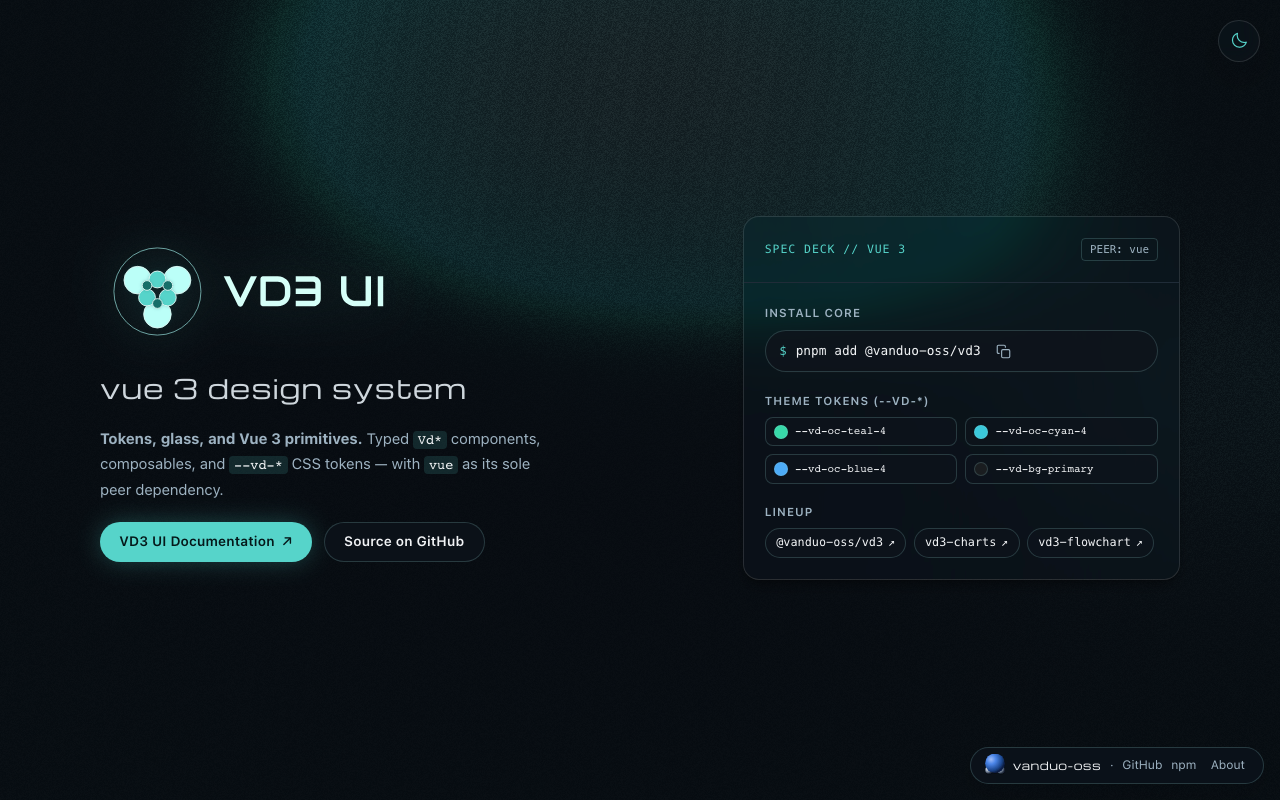 VD3 UI
vue 3 design system
Tokens, glass, and Vue 3 primitives. Typed Vd* components,
composables, and --vd-* CSS tokens — with vue as its sole
peer dependency.
VD3 UI Documentation ↗
Source on GitHub
SPEC DECK // VUE 3
PEER: vue
INSTALL CORE
$ pnpm add @vanduo-oss/vd3
THEME TOKENS (--VD-*)
--vd-oc-teal-4
--vd-oc-cyan-4
--vd-oc-blue-4
--vd-bg-primary
LINEUP
@vanduo-oss/vd3 ↗
vd3-charts ↗
vd3-flowchart ↗
vanduo-oss · GitHub npm About